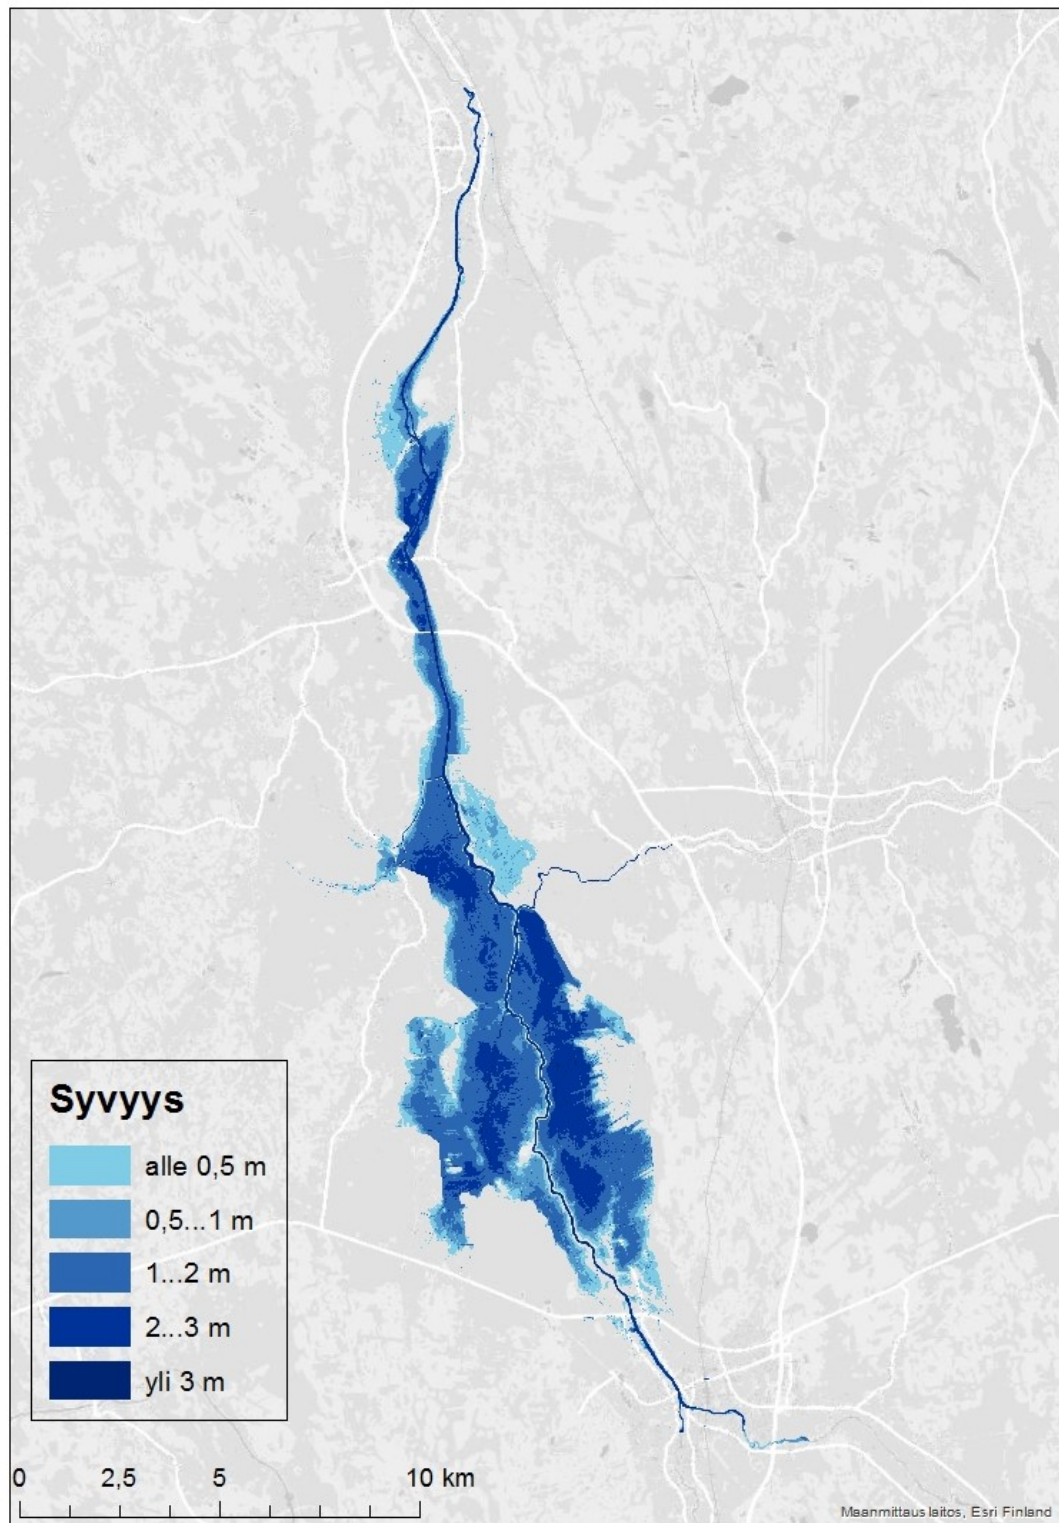 Syvyys
alle 0,5 m
0,5...1 m
1...2 m
2...3 m
yli 3 m
0 2,5 5 10 km
Maanmittauslaitos, Esri Finland